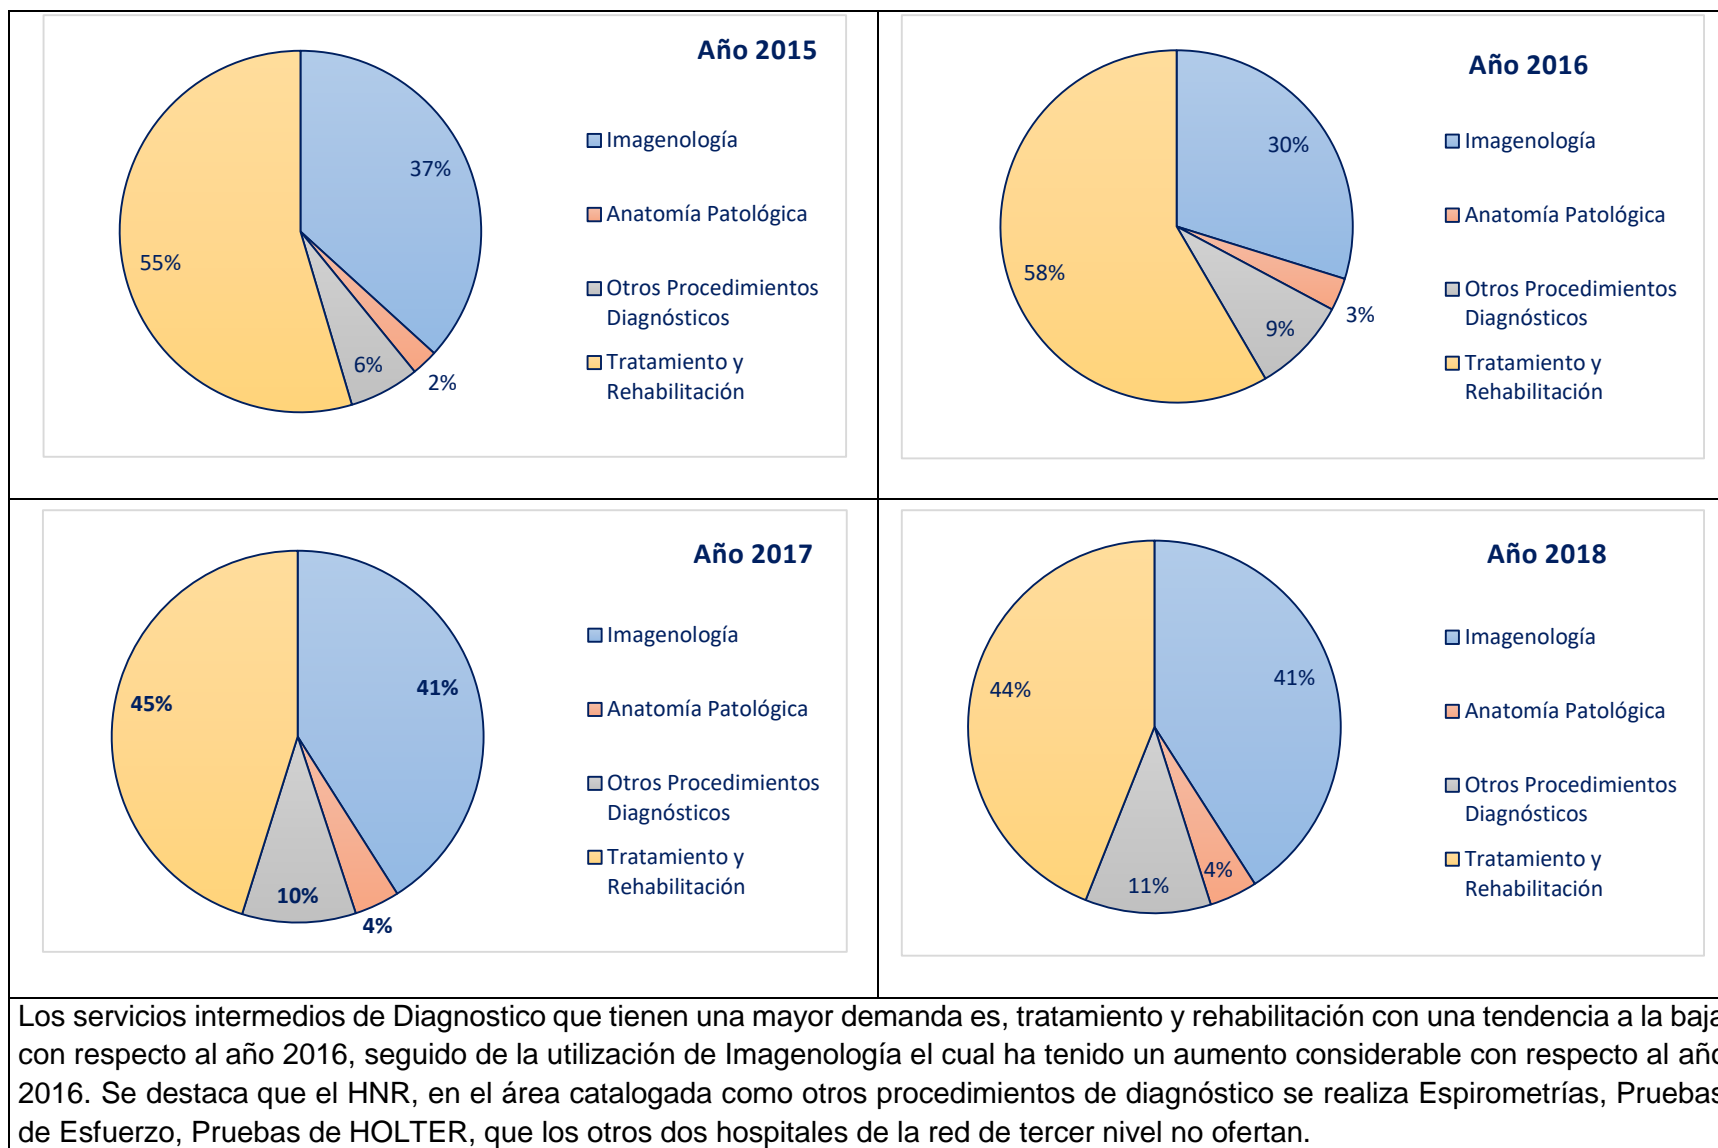 Año 2015
Imagenología
Anatomía Patológica
Otros Procedimientos
Diagnósticos
Tratamiento y
Rehabilitación
37%
2%
6%
55%
Año 2016
Imagenología
Anatomía Patológica
Otros Procedimientos
Diagnósticos
Tratamiento y
Rehabilitación
30%
3%
9%
58%
Año 2017
Imagenología
Anatomía Patológica
Otros Procedimientos
Diagnósticos
Tratamiento y
Rehabilitación
41%
4%
10%
45%
Año 2018
Imagenología
Anatomía Patológica
Otros Procedimientos
Diagnósticos
Tratamiento y
Rehabilitación
41%
4%
11%
44%
Los servicios intermedios de Diagnostico que tienen una mayor demanda es, tratamiento y rehabilitación con una tendencia a la baja
con respecto al año 2016, seguido de la utilización de Imagenología el cual ha tenido un aumento considerable con respecto al año
2016. Se destaca que el HNR, en el área catalogada como otros procedimientos de diagnóstico se realiza Espirometrías, Pruebas
de Esfuerzo, Pruebas de HOLTER, que los otros dos hospitales de la red de tercer nivel no ofertan.